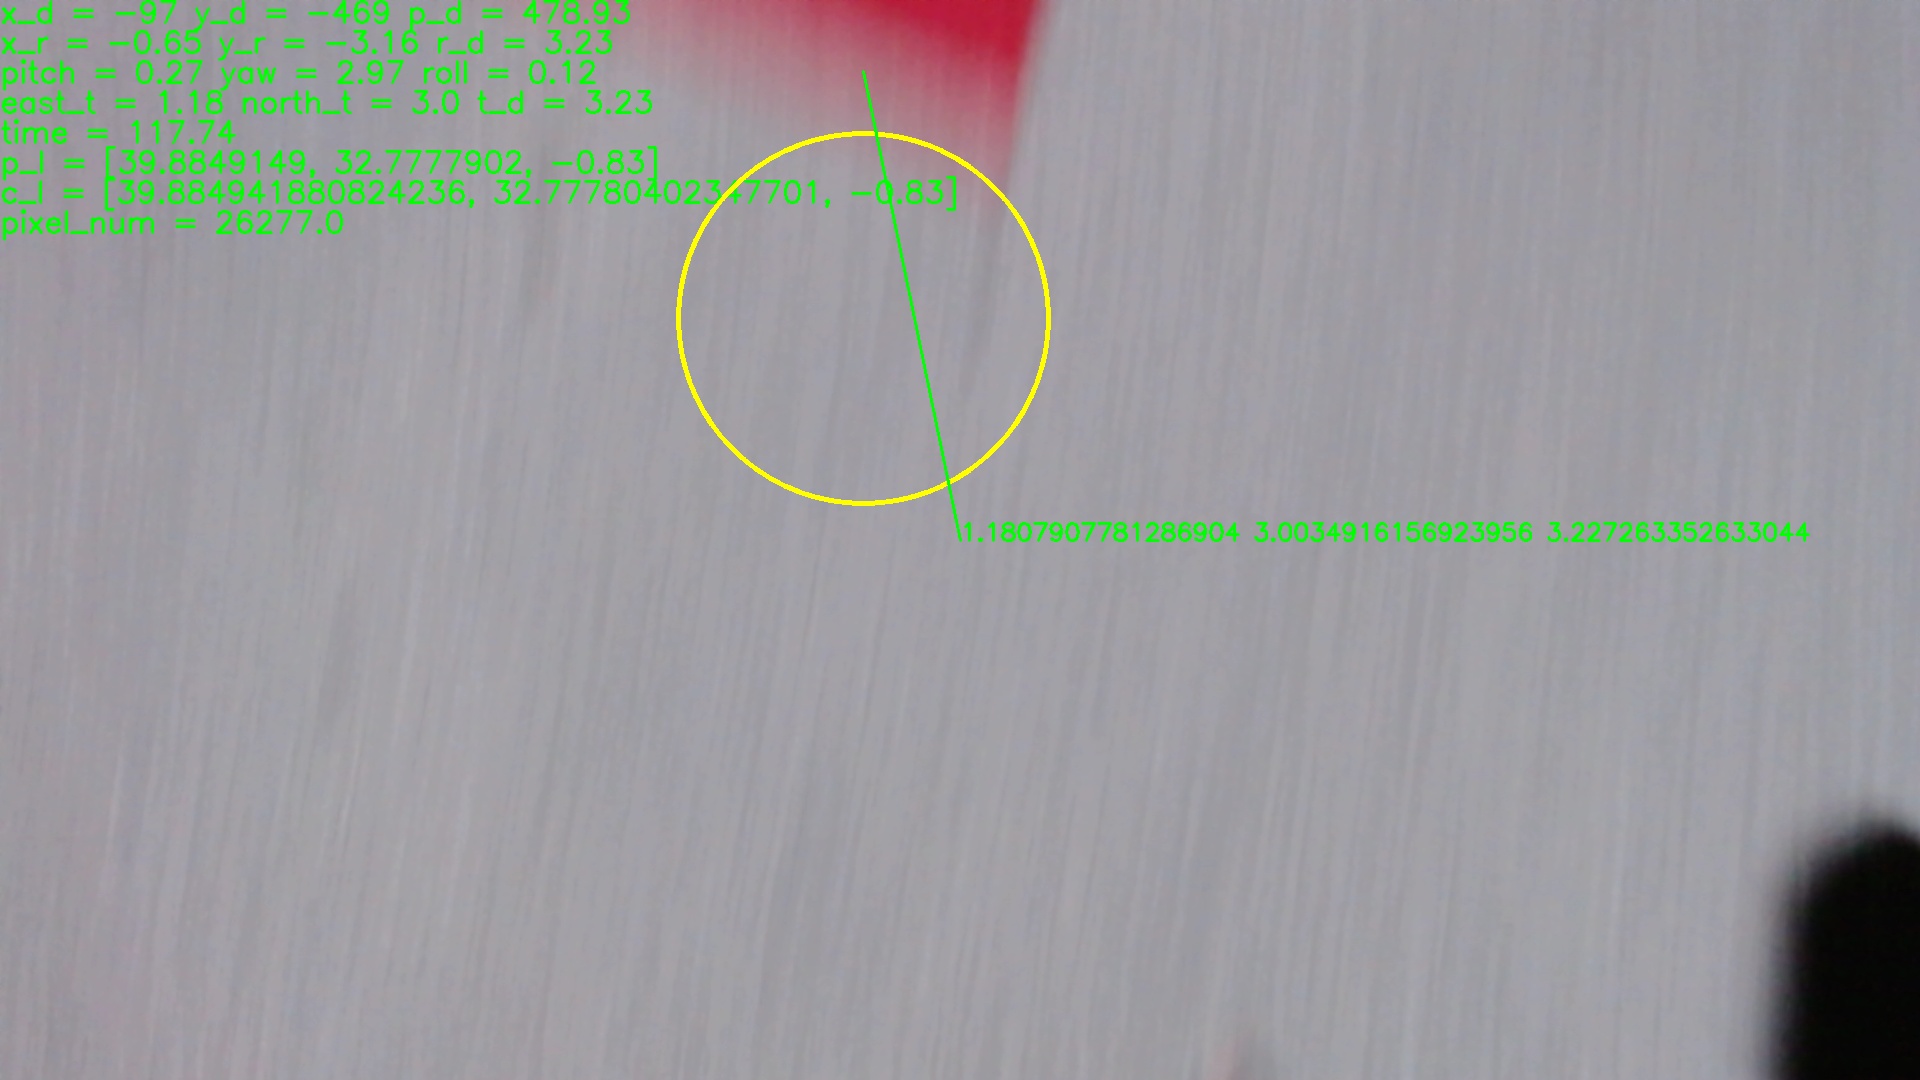 x_d = -97 y_d = -469 p_d = 478.93
x_r = -0.65 y_r = -3.16 r_d = 3.23
pitch = 0.27 yaw = 2.97 roll = 0.12
east_t = 1.18 north_t = 3.0 t_d = 3.23
time = 117.74
p_l = [39.8849149, 32.7777902, -0.83]
c_l = [39.884941880824236, 32.77780402347701, -0.83]
pixel_num = 26277.0
1.1807907781286904 3.0034916156923956 3.227263352633044